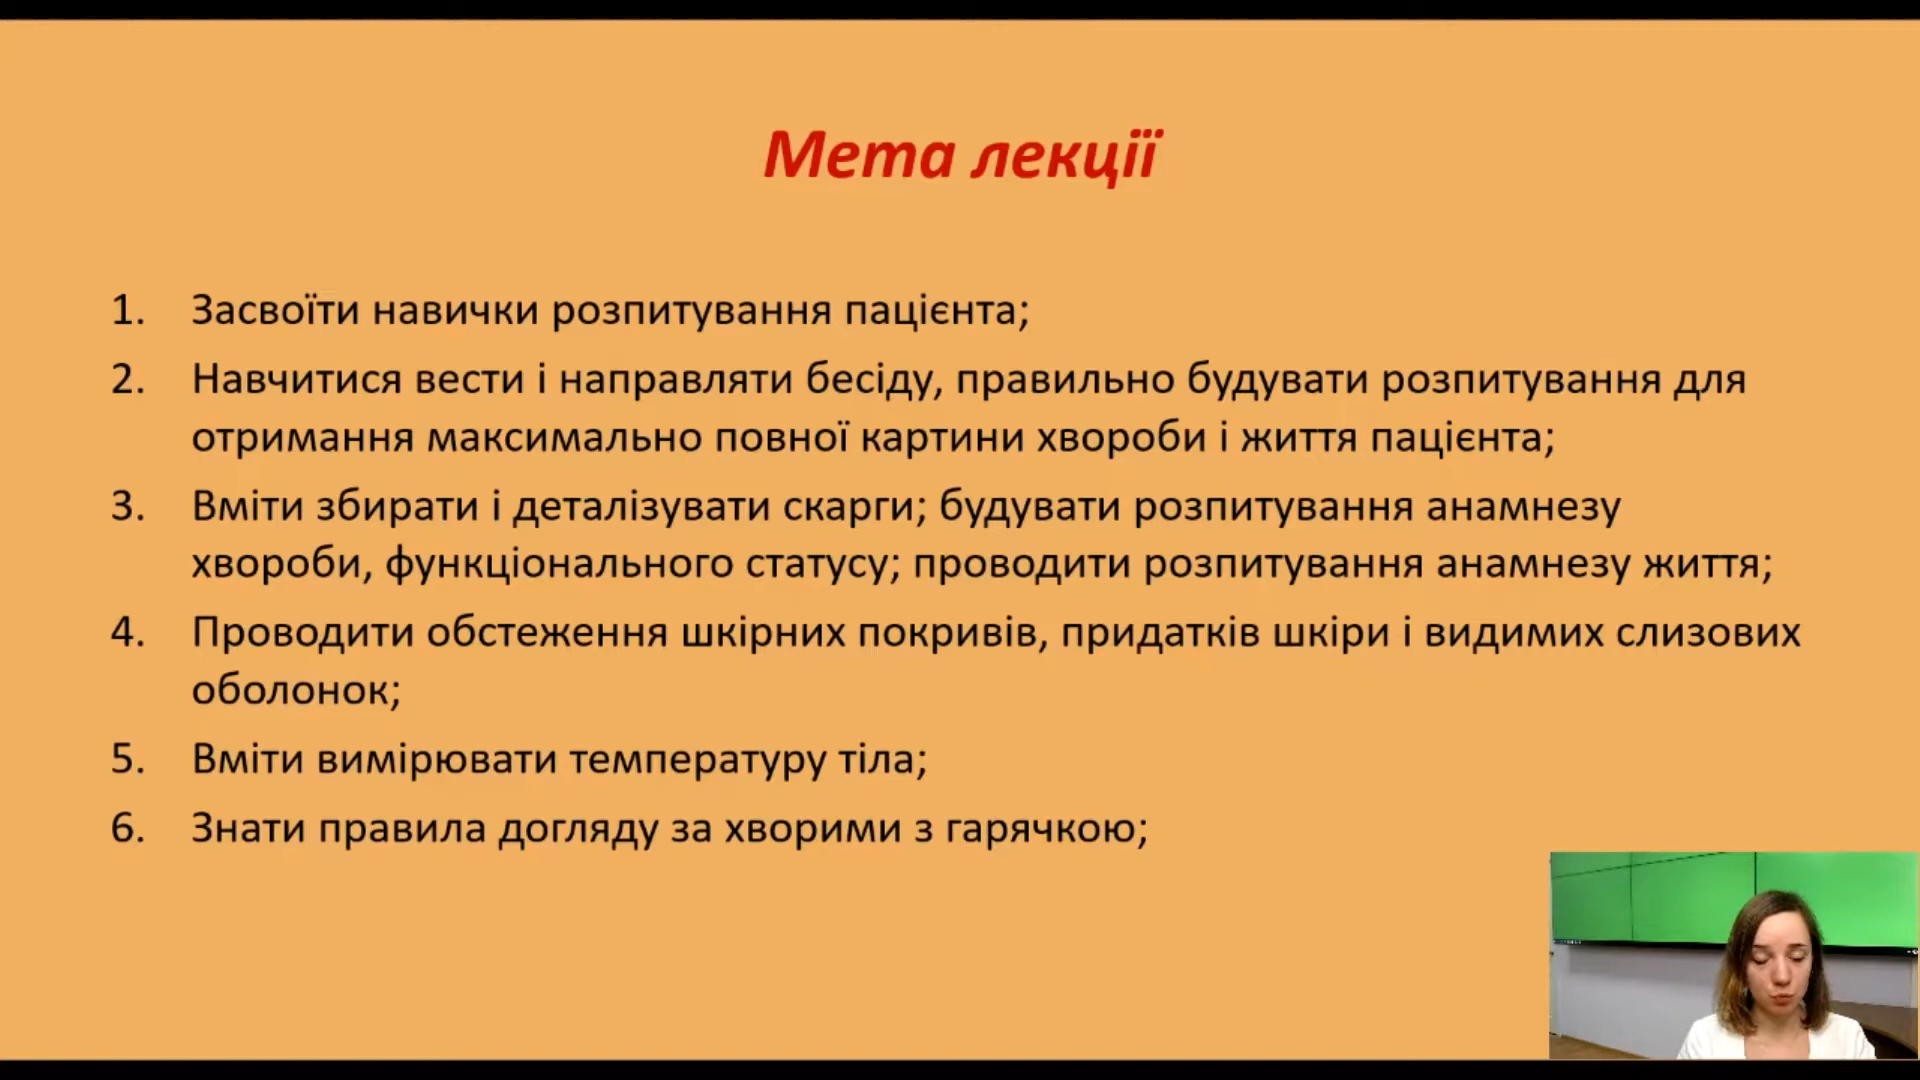 Мета лекції
1. Засвоїти навички розпитування пацієнта;
2. Навчитися вести і направляти бесіду, правильно будувати розпитування для
отримання максимально повної картини хвороби і життя пацієнта;
3. Вміти збирати і деталізувати скарги; будувати розпитування анамнезу
хвороби, функціонального статусу; проводити розпитування анамнезу життя;
4. Проводити обстеження шкірних покривів, придатків шкіри і видимих слизових
оболонок;
5. Вміти вимірювати температуру тіла;
6. Знати правила догляду за хворими з гарячкою;